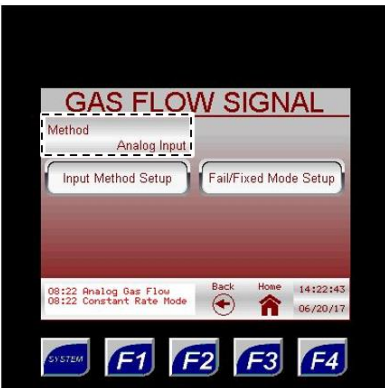 GAS FLOW SIGNAL
Method
Analog Input
Input Method Setup
Fail/Fixed Mode Setup
08:22 Analog Gas Flow
08:22 Constant Rate Mode
Back
Home
14:22:43
06/20/17
SYSTEM
F1
F2
F3
F4